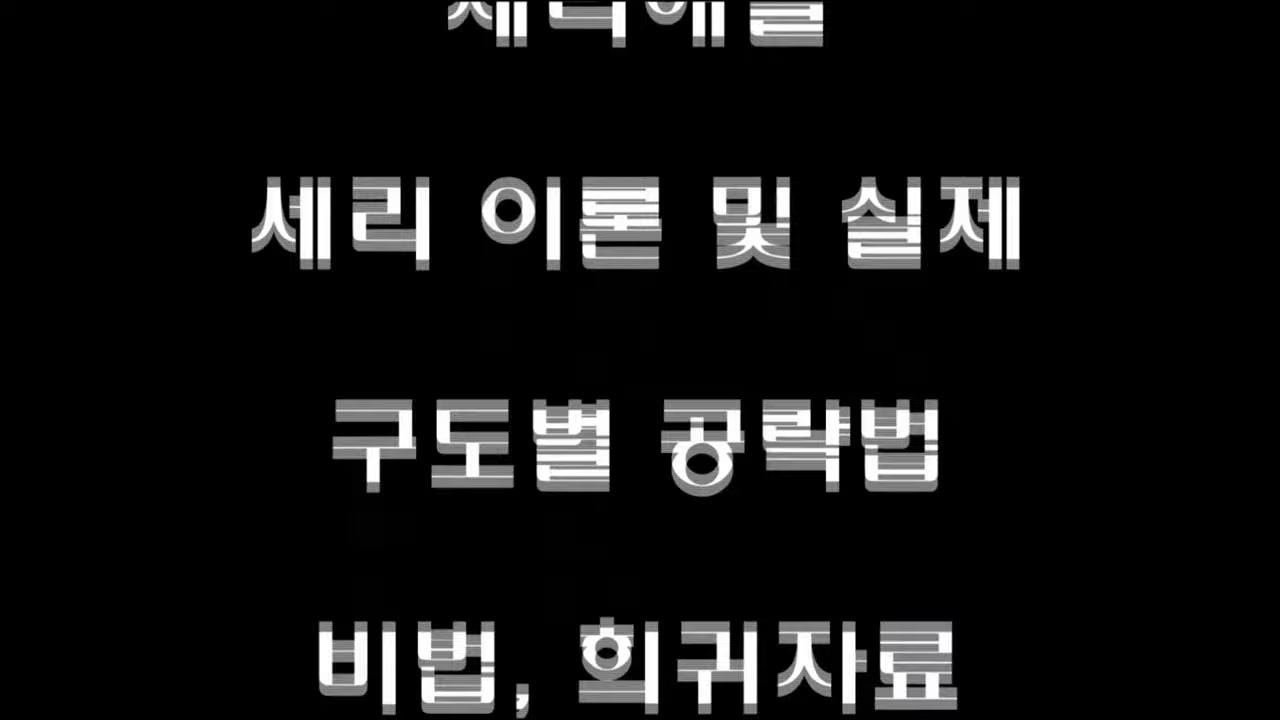 세리 이론 및 실제
구도별 공략법
비법, 희귀자료